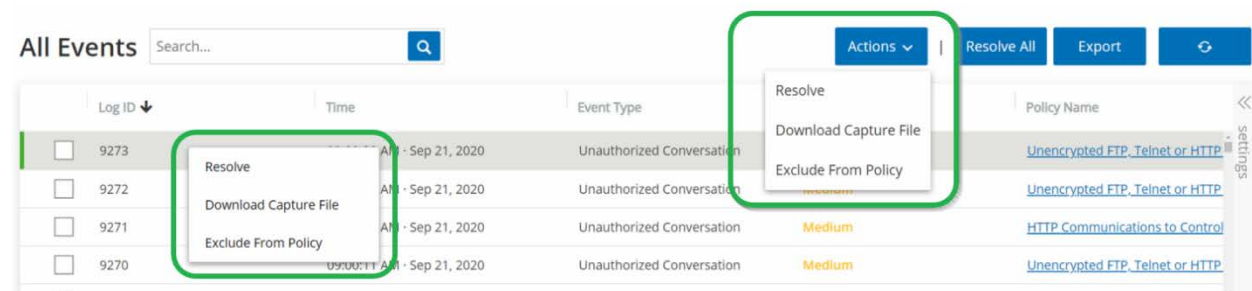 All Events Search... Actions | Resolve All Export
Log ID Time Event Type Policy Name
Resolve
Download Capture File
Exclude From Policy
settings
9273 AM · Sep 21, 2020 Unauthorized Conversation Unencrypted FTP, Telnet or HTTP
Resolve
Download Capture File
Exclude From Policy
9272 AM · Sep 21, 2020 Unauthorized Conversation Medium Unencrypted FTP, Telnet or HTTP
9271 AM · Sep 21, 2020 Unauthorized Conversation Medium HTTP Communications to Control
9270 09:00:11 AM · Sep 21, 2020 Unauthorized Conversation Medium Unencrypted FTP, Telnet or HTTP